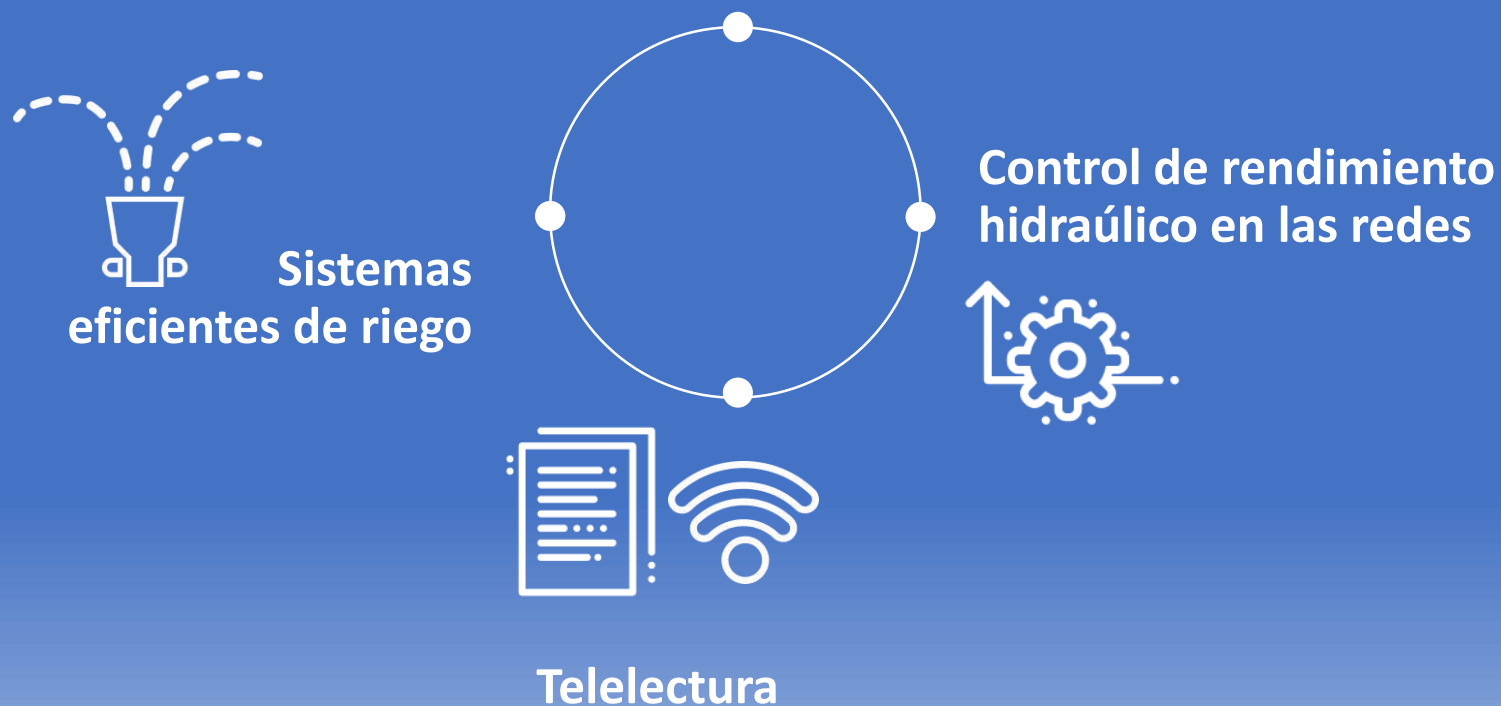 Control de rendimiento
hidraúlico en las redes
Sistemas
eficientes de riego
Telelectura